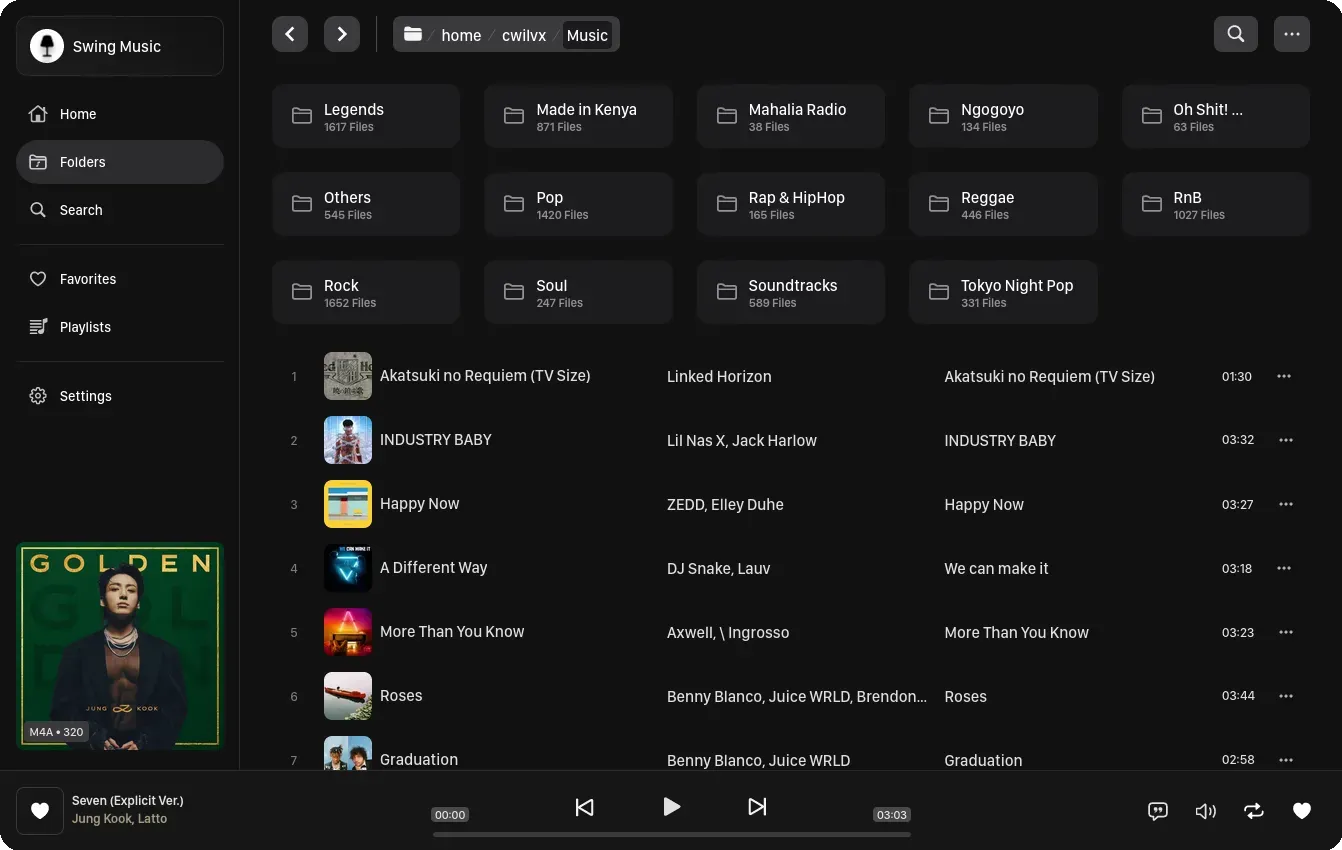 Swing Music
home / cwilvx / Music
Home
Folders
Search
Favorites
Playlists
Settings
Legends
1617 Files
Made in Kenya
871 Files
Mahalia Radio
38 Files
Ngogoyo
134 Files
Oh Shit! ...
63 Files
Others
545 Files
Pop
1420 Files
Rap & HipHop
165 Files
Reggae
446 Files
RnB
1027 Files
Rock
1652 Files
Soul
247 Files
Soundtracks
589 Files
Tokyo Night Pop
331 Files
1 Akatsuki no Requiem (TV Size) Linked Horizon Akatsuki no Requiem (TV Size) 01:30
2 INDUSTRY BABY Lil Nas X, Jack Harlow INDUSTRY BABY 03:32
3 Happy Now ZEDD, Elley Duhe Happy Now 03:27
4 A Different Way DJ Snake, Lauv We can make it 03:18
5 More Than You Know Axwell, \ Ingrosso More Than You Know 03:23
6 Roses Benny Blanco, Juice WRLD, Brendon... Roses 03:44
7 Graduation Benny Blanco, Juice WRLD Graduation 02:58
GOLDEN
JUNG KOOK
M4A • 320
Seven (Explicit Ver.)
Jung Kook, Latto
00:00
03:03